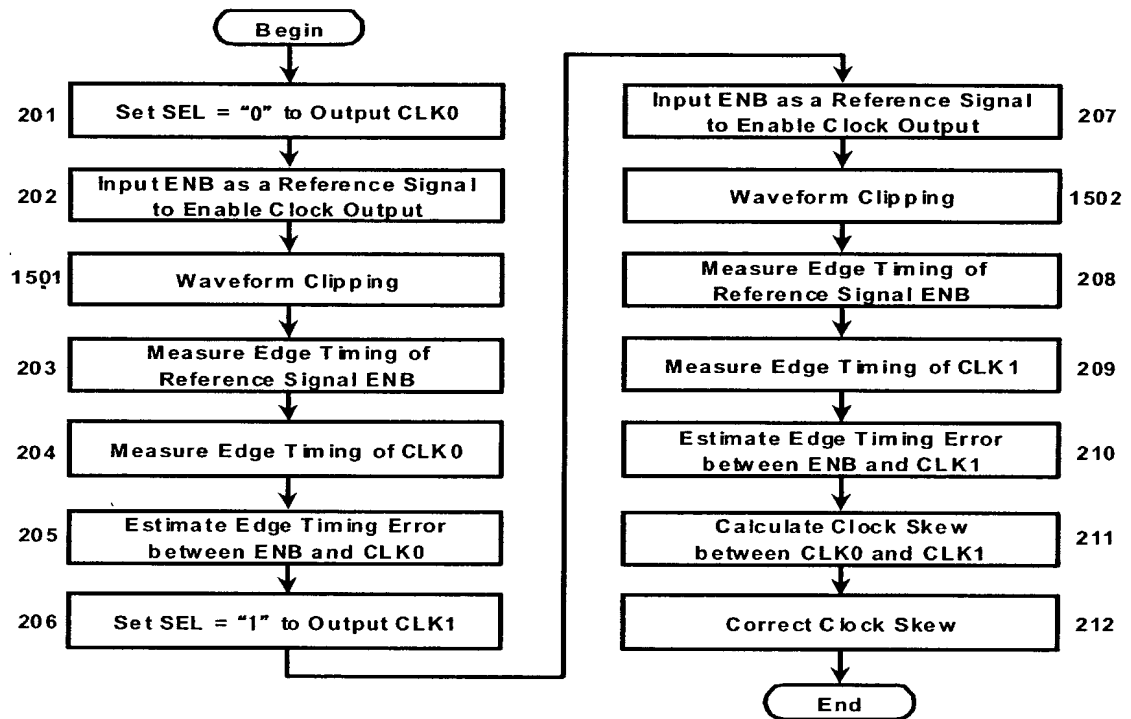 Begin
201
Set SEL = “0” to Output CLK0
202
Input ENB as a Reference Signal
to Enable Clock Output
1501
Waveform Clipping
203
Measure Edge Timing of
Reference Signal ENB
204
Measure Edge Timing of CLK0
205
Estimate Edge Timing Error
between ENB and CLK0
206
Set SEL = “1” to Output CLK1
Input ENB as a Reference Signal
to Enable Clock Output
207
Waveform Clipping
1502
Measure Edge Timing of
Reference Signal ENB
208
Measure Edge Timing of CLK1
209
Estimate Edge Timing Error
between ENB and CLK1
210
Calculate Clock Skew
between CLK0 and CLK1
211
Correct Clock Skew
212
End